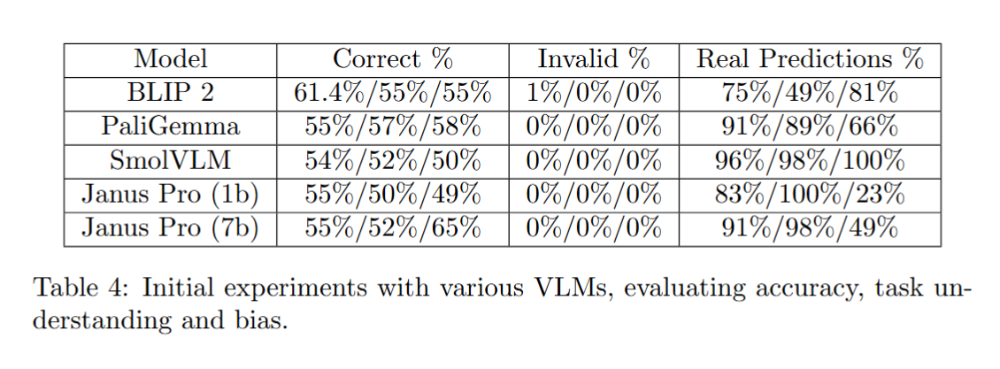 Model Correct % Invalid % Real Predictions %
BLIP 2 61.4%/55%/55% 1%/0%/0% 75%/49%/81%
PaliGemma 55%/57%/58% 0%/0%/0% 91%/89%/66%
SmolVLM 54%/52%/50% 0%/0%/0% 96%/98%/100%
Janus Pro (1b) 55%/50%/49% 0%/0%/0% 83%/100%/23%
Janus Pro (7b) 55%/52%/65% 0%/0%/0% 91%/98%/49%
Table 4: Initial experiments with various VLMs, evaluating accuracy, task un-
derstanding and bias.